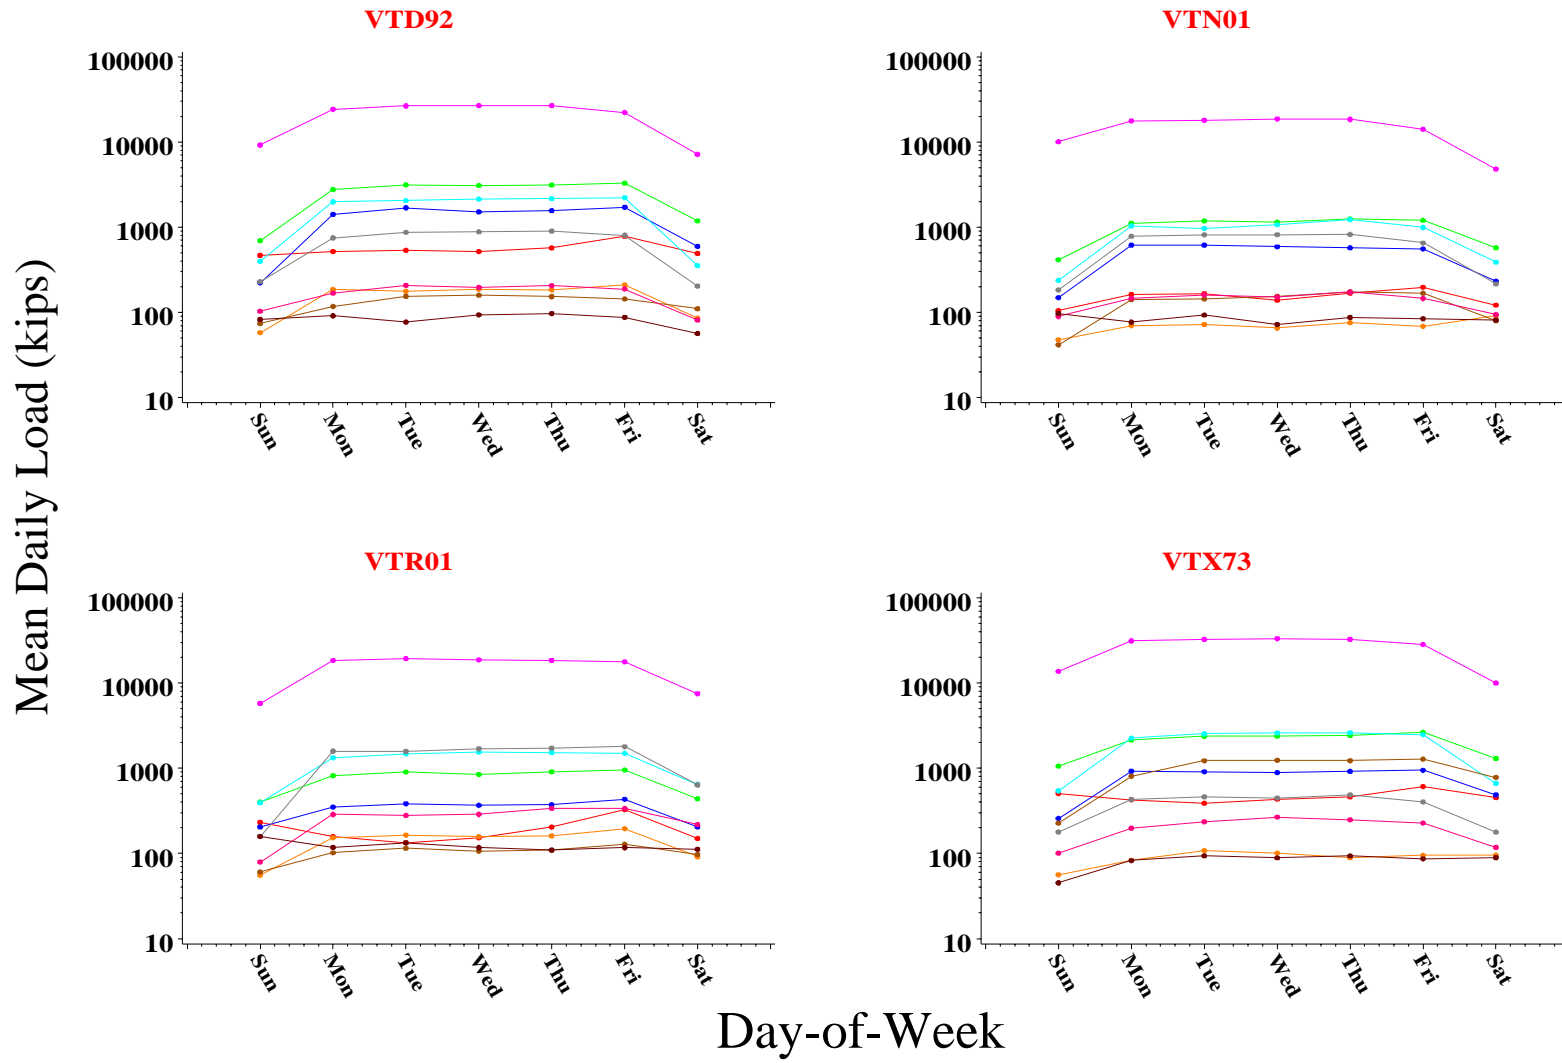 VTD92
VTN01
100000
10000
1000
100
10
Sun Mon Tue Wed Thu Fri Sat
100000
10000
1000
100
10
Sun Mon Tue Wed Thu Fri Sat
Mean Daily Load (kips)
VTR01
VTX73
100000
10000
1000
100
10
Sun Mon Tue Wed Thu Fri Sat
100000
10000
1000
100
10
Sun Mon Tue Wed Thu Fri Sat
Day-of-Week